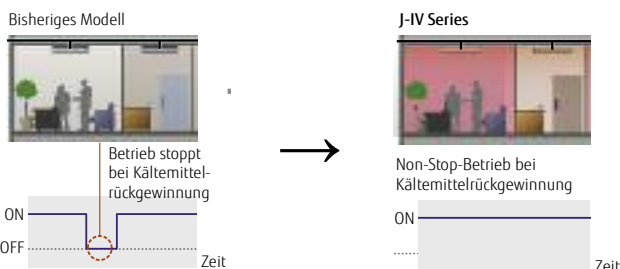 Bisheriges Modell
Betrieb stoppt
bei Kältemittel-
rückgewinnung
ON
OFF
Zeit
J-IV Series
Non-Stop-Betrieb bei
Kältemittelrückgewinnung
ON
Zeit